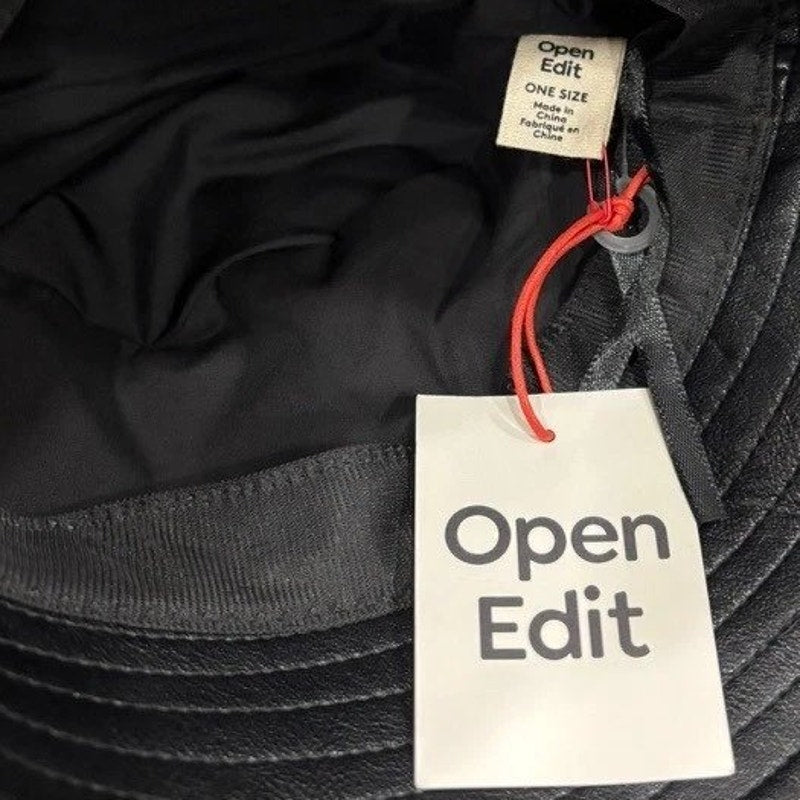 Open
Edit
ONE SIZE
Made in
China
Fabriqué en
Chine
Open
Edit